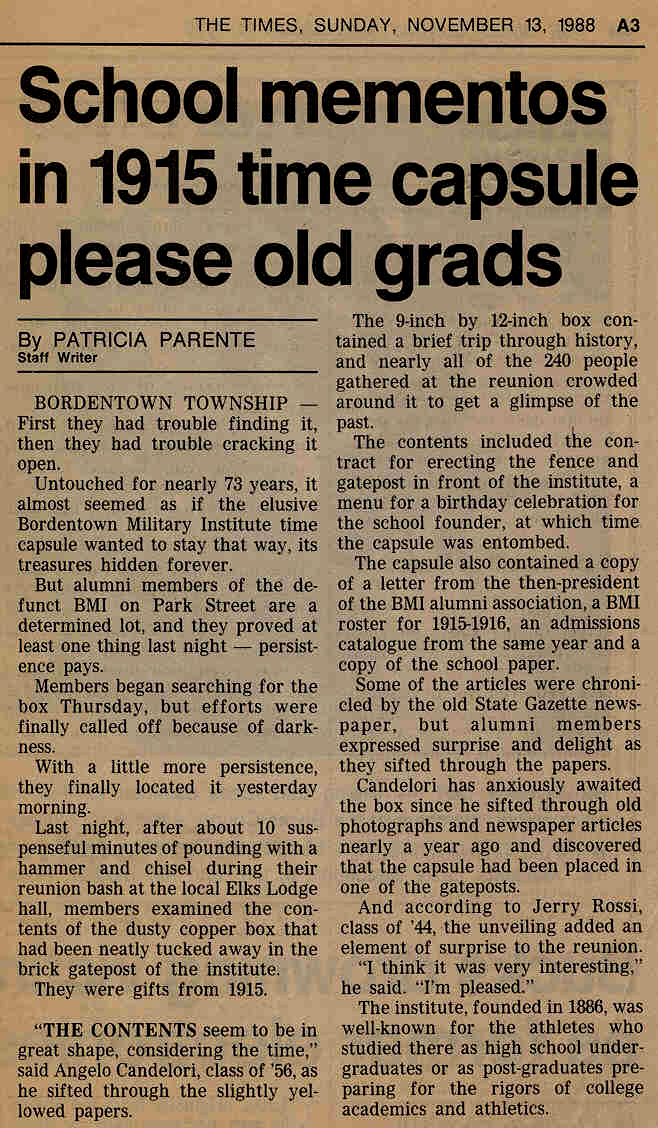 THE TIMES, SUNDAY, NOVEMBER 13, 1988 A3
School mementos
in 1915 time capsule
please old grads
By PATRICIA PARENTE
Staff Writer
BORDENTOWN TOWNSHIP —
First they had trouble finding it,
then they had trouble cracking it
open.
Untouched for nearly 73 years, it
almost seemed as if the elusive
Bordentown Military Institute time
capsule wanted to stay that way, its
treasures hidden forever.
But alumni members of the de-
funct BMI on Park Street are a
determined lot, and they proved at
least one thing last night — persist-
ence pays.
Members began searching for the
box Thursday, but efforts were
finally called off because of dark-
ness.
With a little more persistence,
they finally located it yesterday
morning.
Last night, after about 10 sus-
penseful minutes of pounding with a
hammer and chisel during their
reunion bash at the local Elks Lodge
hall, members examined the con-
tents of the dusty copper box that
had been neatly tucked away in the
brick gatepost of the institute.
They were gifts from 1915.
“THE CONTENTS seem to be in
great shape, considering the time,”
said Angelo Candelori, class of ’56, as
he sifted through the slightly yel-
lowed papers.
The 9-inch by 12-inch box con-
tained a brief trip through history,
and nearly all of the 240 people
gathered at the reunion crowded
around it to get a glimpse of the
past.
The contents included the con-
tract for erecting the fence and
gatepost in front of the institute, a
menu for a birthday celebration for
the school founder, at which time
the capsule was entombed.
The capsule also contained a copy
of a letter from the then-president
of the BMI alumni association, a BMI
roster for 1915-1916, an admissions
catalogue from the same year and a
copy of the school paper.
Some of the articles were chroni-
cled by the old State Gazette news-
paper, but alumni members
expressed surprise and delight as
they sifted through the papers.
Candelori has anxiously awaited
the box since he sifted through old
photographs and newspaper articles
nearly a year ago and discovered
that the capsule had been placed in
one of the gateposts.
And according to Jerry Rossi,
class of ’44, the unveiling added an
element of surprise to the reunion.
“I think it was very interesting,”
he said. “I’m pleased.”
The institute, founded in 1886, was
well-known for the athletes who
studied there as high school under-
graduates or as post-graduates pre-
paring for the rigors of college
academics and athletics.